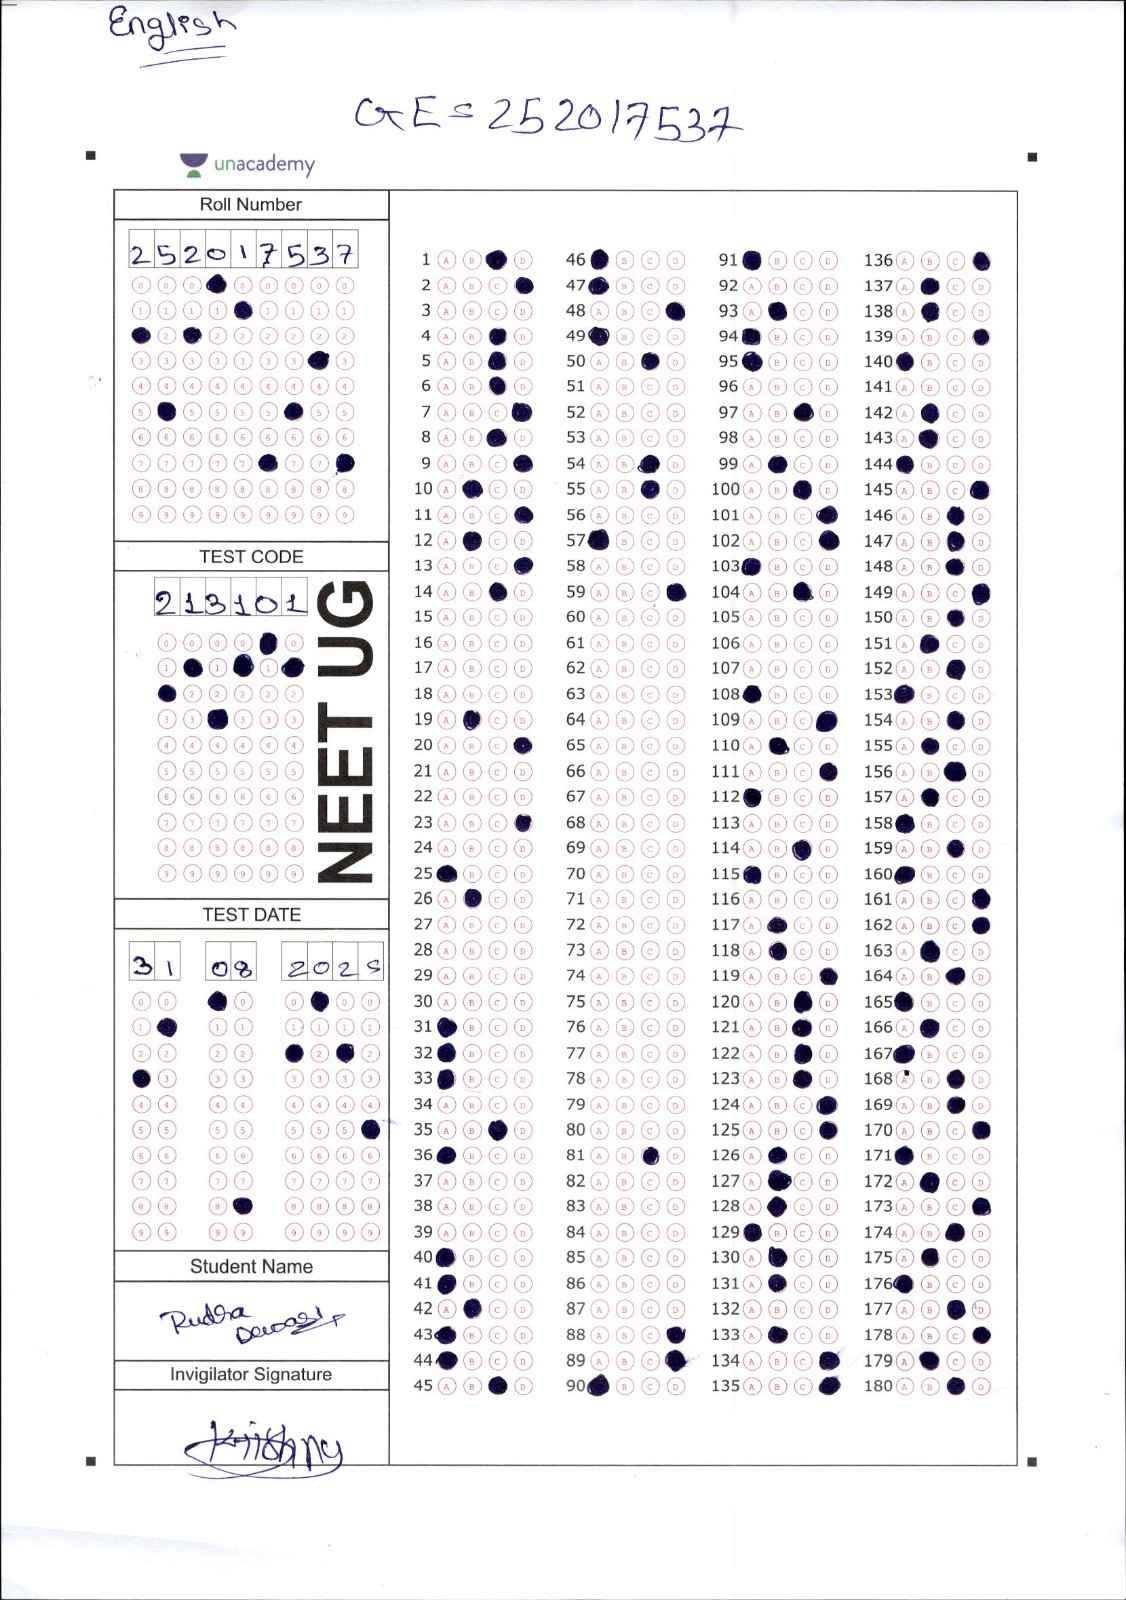 English
GE = 252017537
unacademy
Roll Number
2 5 2 0 1 7 5 3 7
TEST CODE
2 1 3 1 0 1
NEET UG
TEST DATE
3 1 0 8 2 0 2 5
Student Name
Rudra
Invigilator Signature
1 46 91 136
2 47 92 137
3 48 93 138
4 49 94 139
5 50 95 140
6 51 96 141
7 52 97 142
8 53 98 143
9 54 99 144
10 55 100 145
11 56 101 146
12 57 102 147
13 58 103 148
14 59 104 149
15 60 105 150
16 61 106 151
17 62 107 152
18 63 108 153
19 64 109 154
20 65 110 155
21 66 111 156
22 67 112 157
23 68 113 158
24 69 114 159
25 70 115 160
26 71 116 161
27 72 117 162
28 73 118 163
29 74 119 164
30 75 120 165
31 76 121 166
32 77 122 167
33 78 123 168
34 79 124 169
35 80 125 170
36 81 126 171
37 82 127 172
38 83 128 173
39 84 129 174
40 85 130 175
41 86 131 176
42 87 132 177
43 88 133 178
44 89 134 179
45 90 135 180